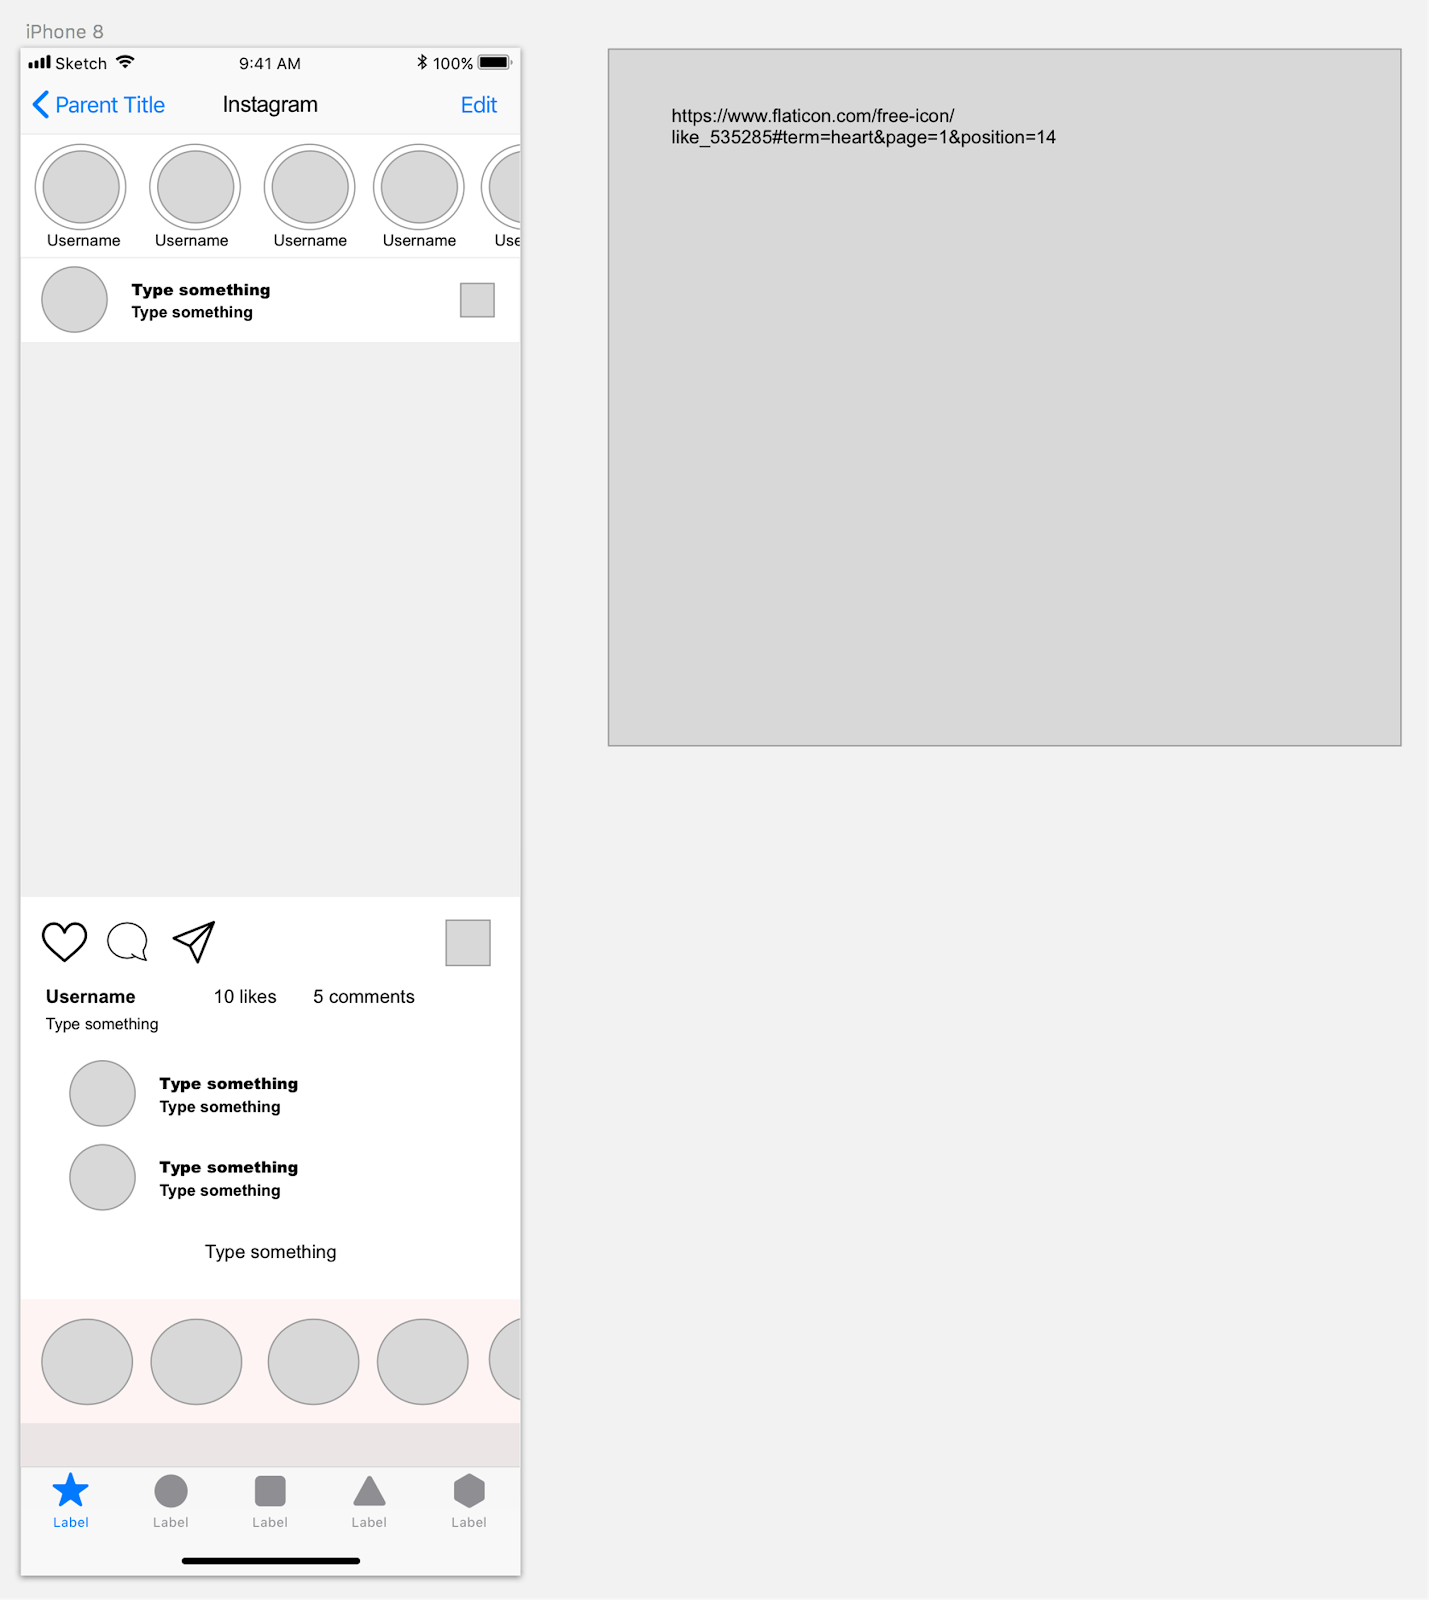 iPhone 8
Sketch 9:41 AM 100%
Parent Title Instagram Edit
Username Username Username Username Use
Type something
Type something
Username 10 likes 5 comments
Type something
Type something
Type something
Type something
Type something
Type something
Label Label Label Label Label
https://www.flaticon.com/free-icon/
like_535285#term=heart&page=1&position=14